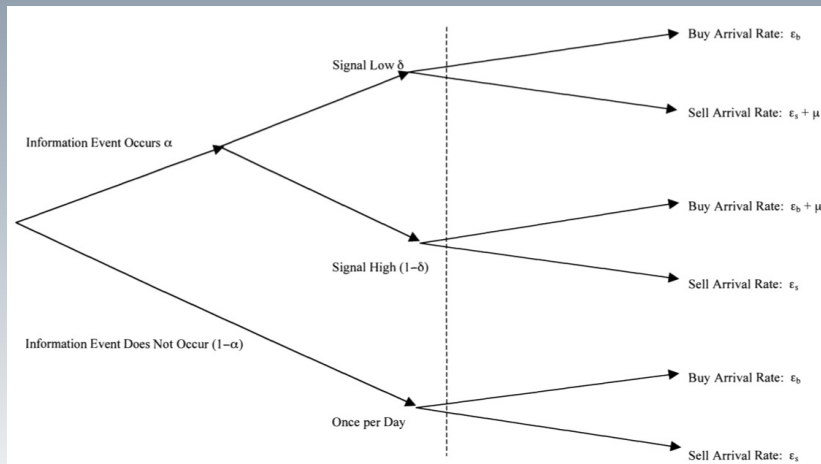 Buy Arrival Rate: εb
Signal Low δ
Sell Arrival Rate: εs + μ
Information Event Occurs α
Buy Arrival Rate: εb + μ
Signal High (1−δ)
Sell Arrival Rate: εs
Information Event Does Not Occur (1−α)
Buy Arrival Rate: εb
Once per Day
Sell Arrival Rate: εs